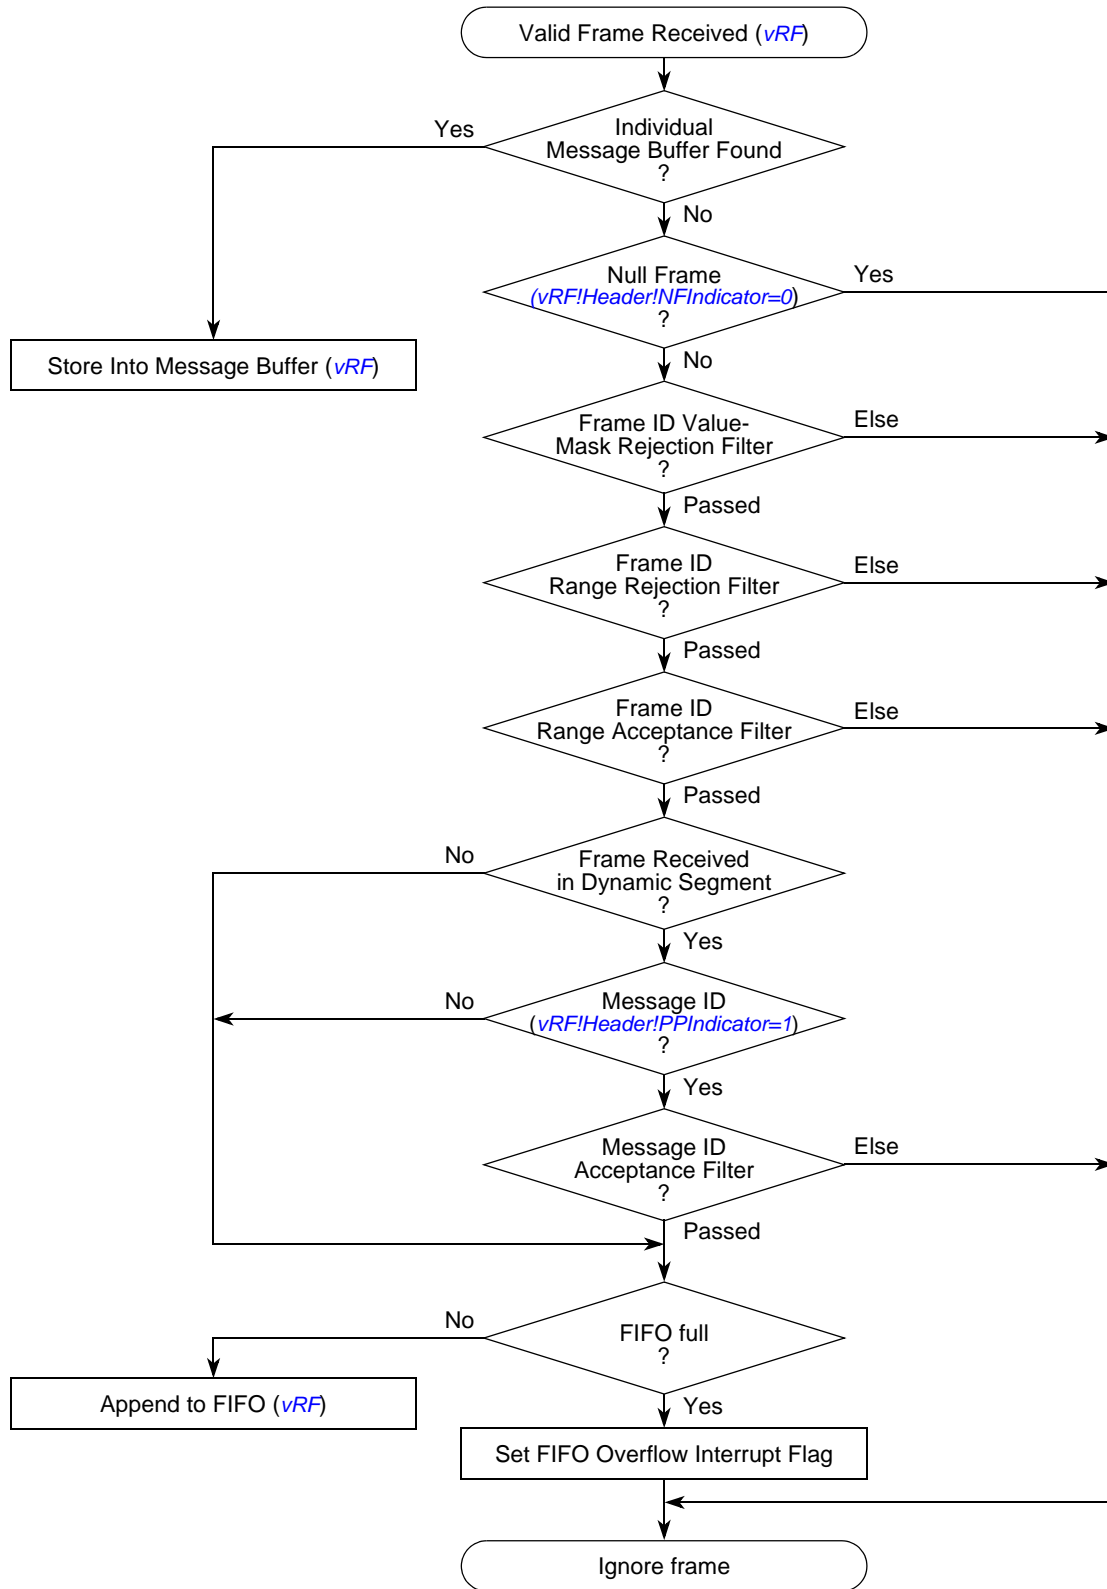 Valid Frame Received (vRF)
Individual
Message Buffer Found
?
Yes
No
Null Frame
(vRF!Header!NFIndicator=0)
?
Yes
Store Into Message Buffer (vRF)
No
Frame ID Value-
Mask Rejection Filter
?
Else
Passed
Frame ID
Range Rejection Filter
?
Else
Passed
Frame ID
Range Acceptance Filter
?
Else
Passed
No
Frame Received
in Dynamic Segment
?
Yes
No
Message ID
(vRF!Header!PPIndicator=1)
?
Yes
Message ID
Acceptance Filter
?
Else
Passed
No
FIFO full
?
Append to FIFO (vRF)
Yes
Set FIFO Overflow Interrupt Flag
Ignore frame